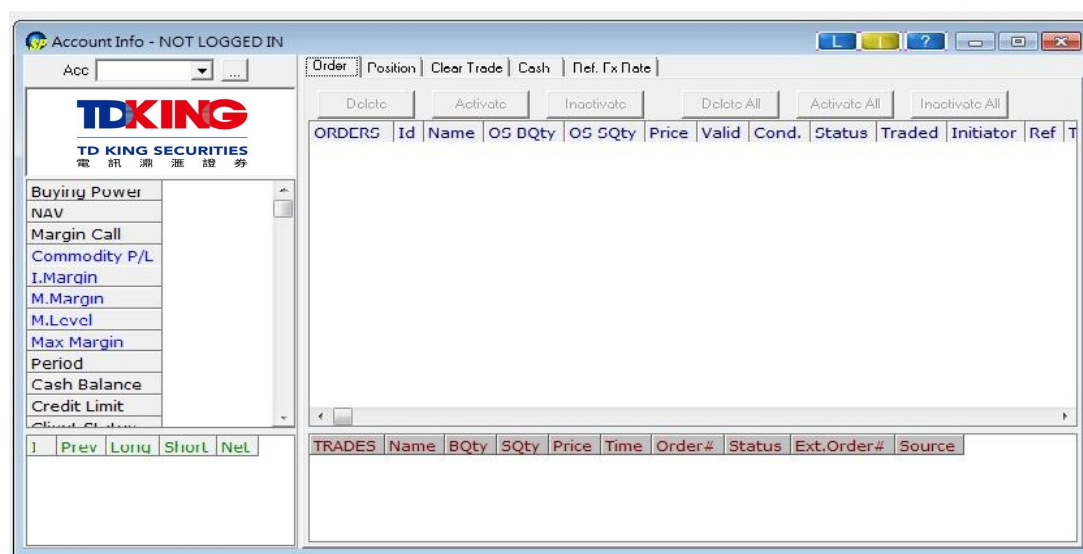 Account Info - NOT LOGGED IN L I ?
Acc ...
Order Position Clear Trade Cash Ref. Fx Rate
Delete Activate Inactivate Delete All Activate All Inactivate All
TDKING
TD KING SECURITIES
電訊滙證券
ORDERS Id Name OS BQty OS SQty Price Valid Cond. Status Traded Initiator Ref T
Buying Power
NAV
Margin Call
Commodity P/L
I.Margin
M.Margin
M.Level
Max Margin
Period
Cash Balance
Credit Limit
Client Status
I Prev Long Short Net
TRADES Name BQty SQty Price Time Order# Status Ext.Order# Source